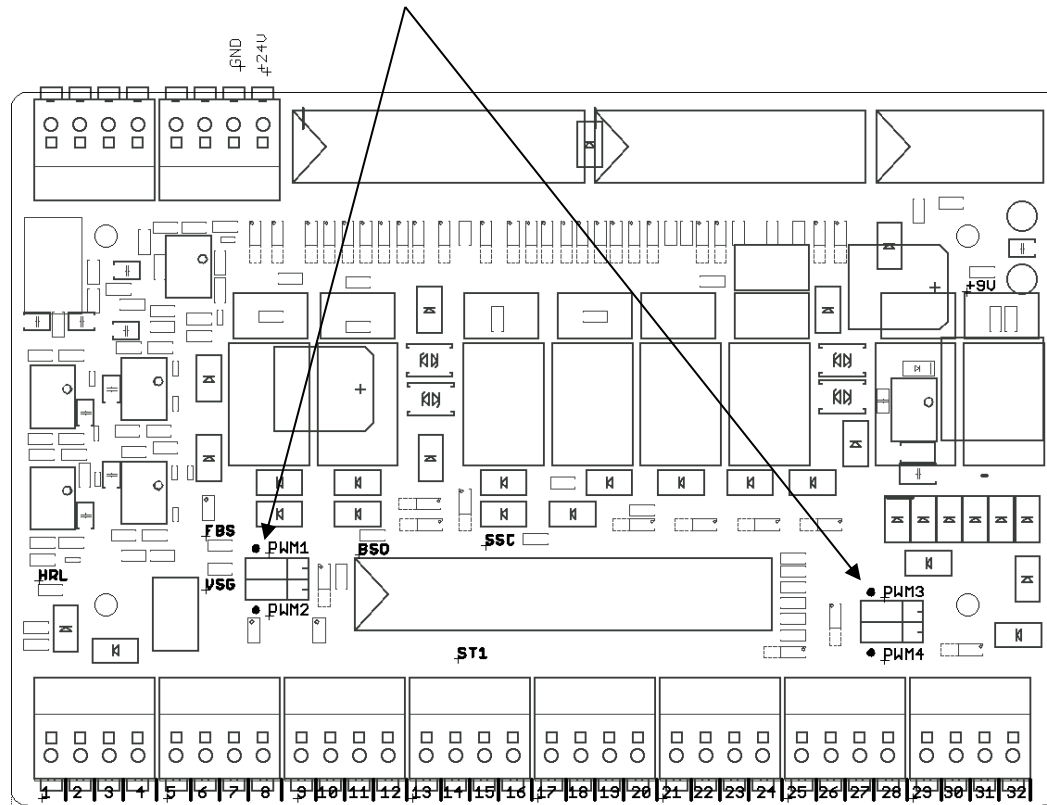 GND
+24V
+9V
FBS
PWM1
BSD
SSC
HRL
VSG
PWM2
PWM3
ST1
PWM4
1 2 3 4 5 6 7 8 9 10 11 12 13 14 15 16 17 18 19 20 21 22 23 24 25 26 27 28 29 30 31 32